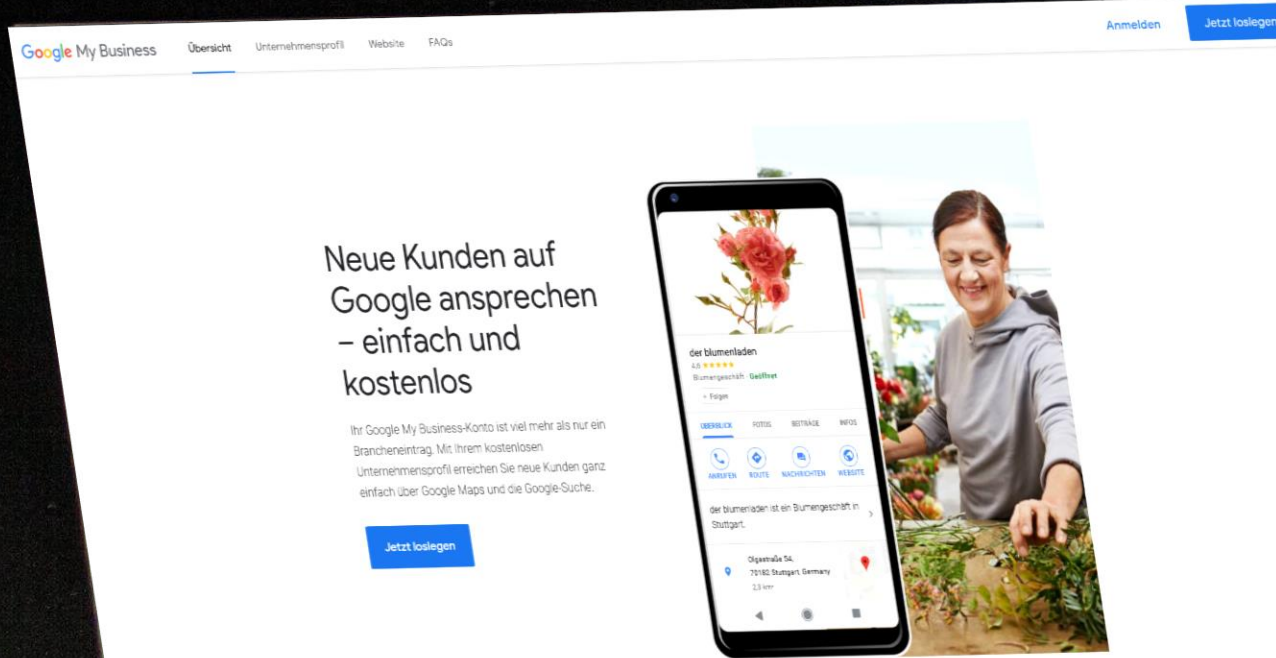 Google My Business
Übersicht
Unternehmensprofil
Website
FAQs
Anmelden
Jetzt loslegen
Neue Kunden auf
Google ansprechen
– einfach und
kostenlos
Ihr Google My Business-Konto ist viel mehr als nur ein
Brancheneintrag. Mit Ihrem kostenlosen
Unternehmensprofil erreichen Sie neue Kunden ganz
einfach über Google Maps und die Google-Suche.
Jetzt loslegen
der blumenladen
4,8 ★★★★★
Blumengeschäft · Geöffnet
+ Folgen
ÜBERBLICK
FOTOS
BEITRÄGE
INFOS
ANRUFEN
ROUTE
NACHRICHTEN
WEBSITE
der blumenladen ist ein Blumengeschäft in
Stuttgart.
Olgastraße 54,
70182 Stuttgart, Germany